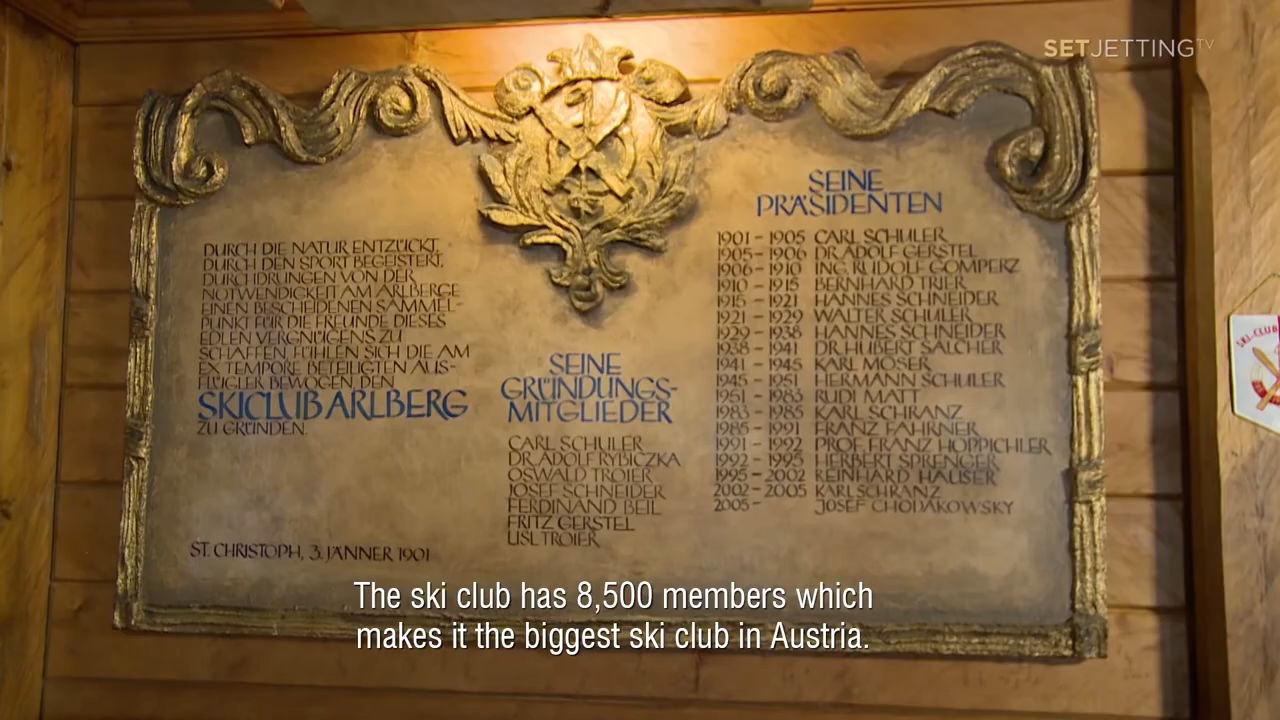 SETJETTINGTV
DURCH DIE NATUR ENTZÜCKT,
DURCH DEN SPORT BEGEISTERT,
DURCHDRUNGEN VON DER
NOTWENDIGKEIT AM ARLBERGE
EINEN BESCHEIDENEN SAMMEL-
PUNKT FÜR DIE FREUNDE DIESES
EDLEN VERGNÜGENS ZU
SCHAFFEN, FÜHLEN SICH DIE AM
EX TEMPORE BETEILIGTEN AUS-
FLÜGLER BEWOGEN, DEN
SKICLUB ARLBERG
ZU GRÜNDEN.
ST. CHRISTOPH, 3. JÄNNER 1901
SEINE
GRÜNDUNGS-
MITGLIEDER
CARL SCHULER
DR. ADOLF RYBICZKA
OSWALD TROIER
JOSEF SCHNEIDER
FERDINAND BEIL
FRITZ GERSTEL
LISL TROIER
SEINE
PRÄSIDENTEN
1901 - 1905 CARL SCHULER
1905 - 1906 DR. ADOLF GERSTEL
1906 - 1910 ING. RUDOLF GOMPERZ
1910 - 1915 BERNHARD TRIER
1915 - 1921 HANNES SCHNEIDER
1921 - 1929 WALTER SCHULER
1929 - 1938 HANNES SCHNEIDER
1938 - 1941 DR. HUBERT SALCHER
1941 - 1945 KARL MOSER
1945 - 1951 HERMANN SCHULER
1951 - 1983 RUDI MATT
1983 - 1985 KARL SCHRANZ
1985 - 1991 FRANZ FAHRNER
1991 - 1992 PROF. FRANZ HOPPICHLER
1992 - 1995 HERBERT SPRENGER
1995 - 2002 REINHARD HAUSER
2002 - 2005 KARL SCHRANZ
2005 - JOSEF CHODAKOWSKY
SKI-CLUB
The ski club has 8,500 members which
makes it the biggest ski club in Austria.